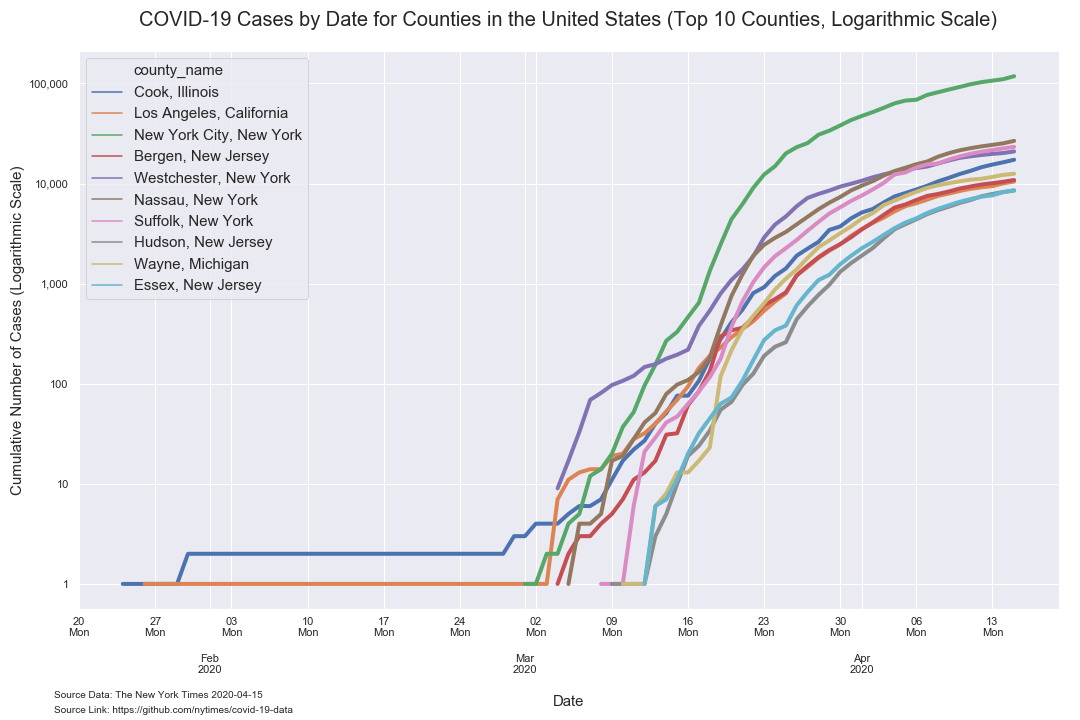 COVID-19 Cases by Date for Counties in the United States (Top 10 Counties, Logarithmic Scale)
county_name
Cook, Illinois
Los Angeles, California
New York City, New York
Bergen, New Jersey
Westchester, New York
Nassau, New York
Suffolk, New York
Hudson, New Jersey
Wayne, Michigan
Essex, New Jersey
Cumulative Number of Cases (Logarithmic Scale)
100,000
10,000
1,000
100
10
1
20 27 03 10 17 24 02 09 16 23 30 06 13
Mon Mon Mon Mon Mon Mon Mon Mon Mon Mon Mon Mon Mon
Feb Mar Apr
2020 2020 2020
Date
Source Data: The New York Times 2020-04-15
Source Link: https://github.com/nytimes/covid-19-data